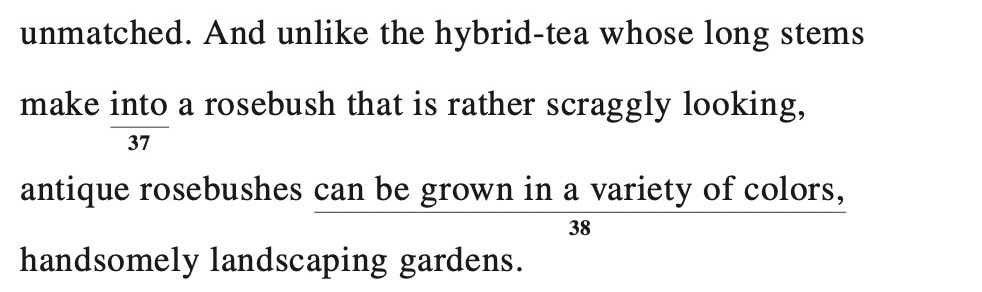 unmatched. And unlike the hybrid-tea whose long stems
make into a rosebush that is rather scraggly looking,
37
antique rosebushes can be grown in a variety of colors,
38
handsomely landscaping gardens.